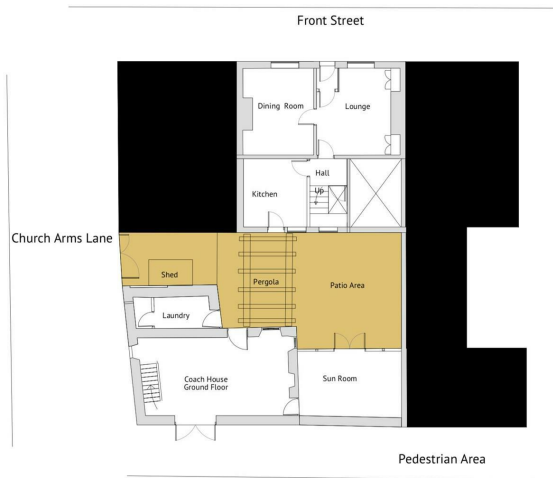 Front Street
Dining Room
Lounge
Hall
Kitchen
Up
Church Arms Lane
Shed
Pergola
Patio Area
Laundry
Coach House
Ground Floor
Sun Room
Pedestrian Area